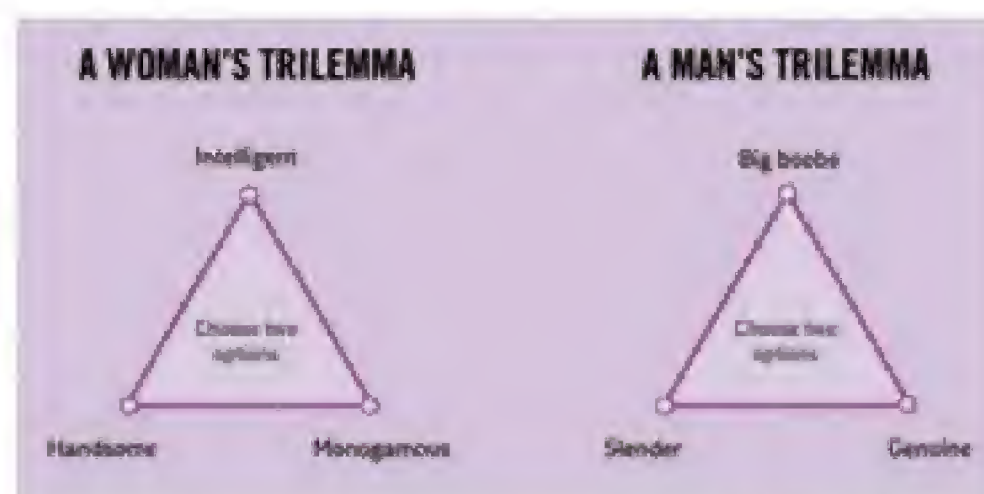 A WOMAN'S TRILEMMA
Intelligent
Choose two
options
Handsome
Monogamous
A MAN'S TRILEMMA
Big boobs
Choose two
options
Slender
Genuine